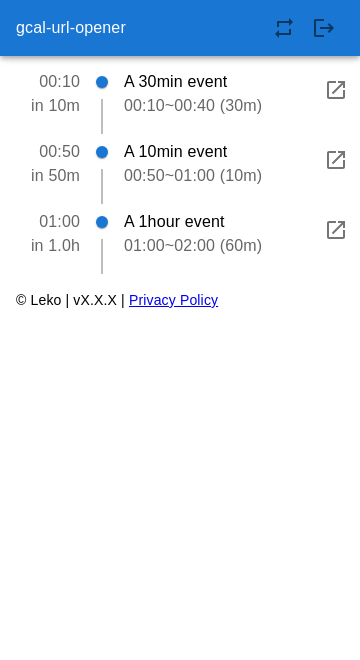 gcal-url-opener
00:10 A 30min event
in 10m 00:10~00:40 (30m)
00:50 A 10min event
in 50m 00:50~01:00 (10m)
01:00 A 1hour event
in 1.0h 01:00~02:00 (60m)
© Leko | vX.X.X | Privacy Policy